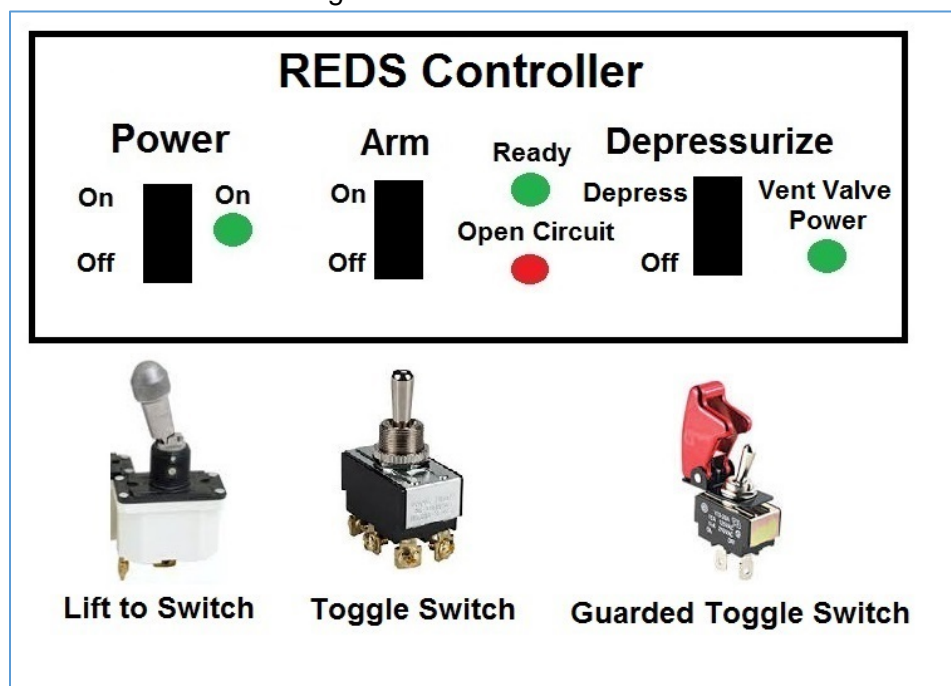 REDS Controller
Power
Arm
Ready
Depressurize
On
On
On
Depress
Vent Valve
Power
Open Circuit
Off
Off
Off
Lift to Switch
Toggle Switch
Guarded Toggle Switch